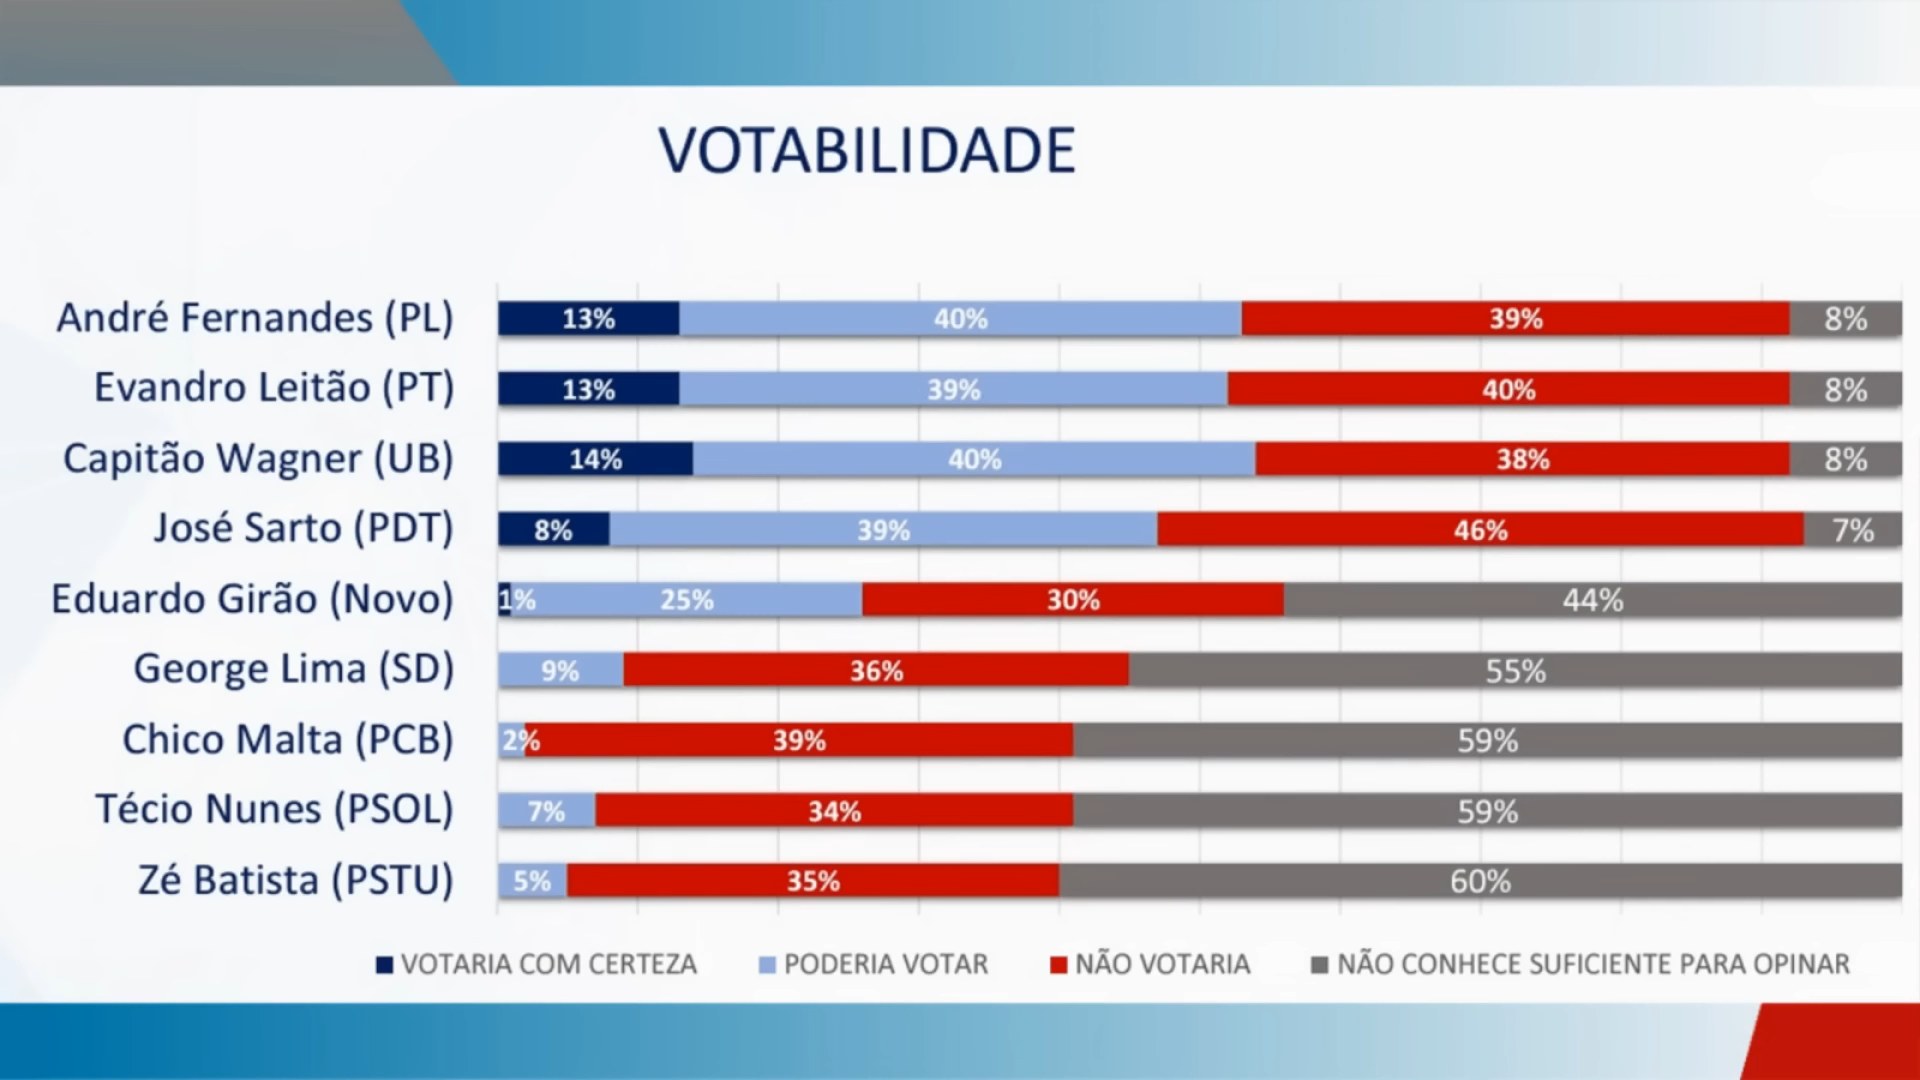 VOTABILIDADE
André Fernandes (PL) 13% 40% 39% 8%
Evandro Leitão (PT) 13% 39% 40% 8%
Capitão Wagner (UB) 14% 40% 38% 8%
José Sarto (PDT) 8% 39% 46% 7%
Eduardo Girão (Novo) 1% 25% 30% 44%
George Lima (SD) 9% 36% 55%
Chico Malta (PCB) 2% 39% 59%
Técio Nunes (PSOL) 7% 34% 59%
Zé Batista (PSTU) 5% 35% 60%
VOTARIA COM CERTEZA PODERIA VOTAR NÃO VOTARIA NÃO CONHECE SUFICIENTE PARA OPINAR